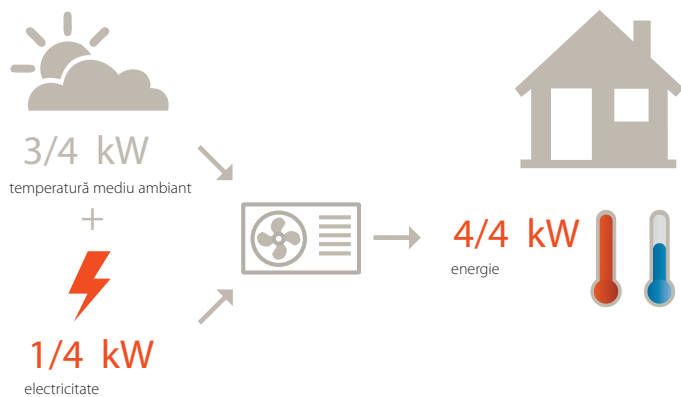 3/4 kW
temperatură mediu ambiant
+
1/4 kW
electricitate
4/4 kW
energie